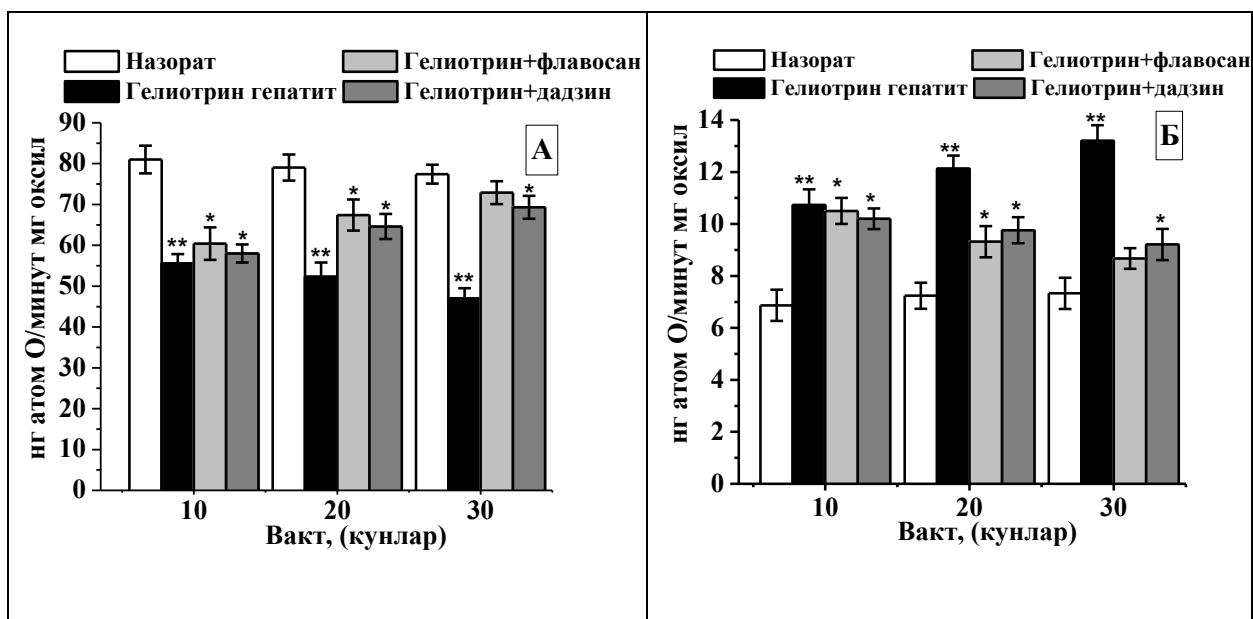 Назорат
Гелиотрин+флавосан
Гелиотрин гепатит
Гелиотрин+дадзин
А
нг атом О/минут мг оксил
90
80
70
60
50
40
30
20
10
0
** * *
** * *
** *
10 20 30
Вакт, (кунлар)
Назорат
Гелиотрин+флавосан
Гелиотрин гепатит
Гелиотрин+дадзин
Б
нг атом О/минут мг оксил
14
12
10
8
6
4
2
0
** * *
** * *
** *
10 20 30
Вакт, (кунлар)